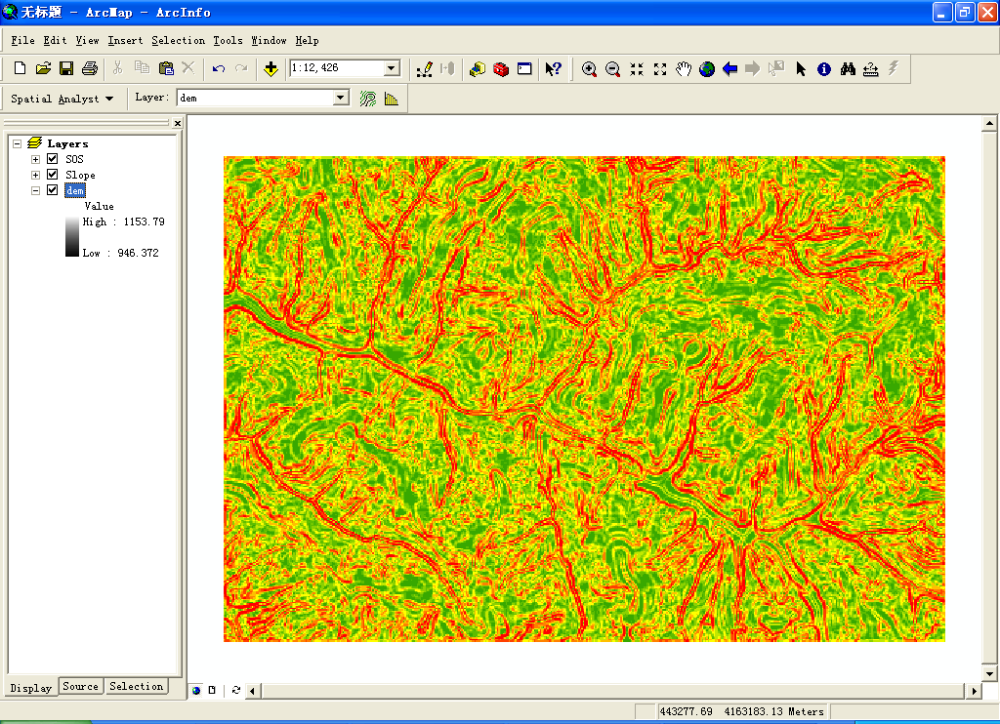 无标题 - ArcMap - ArcInfo
File Edit View Insert Selection Tools Window Help
1:12,426
Spatial Analyst Layer: dem
Layers
SOS
Slope
dem
Value
High : 1153.79
Low : 946.372
Display Source Selection
443277.69 4163183.13 Meters